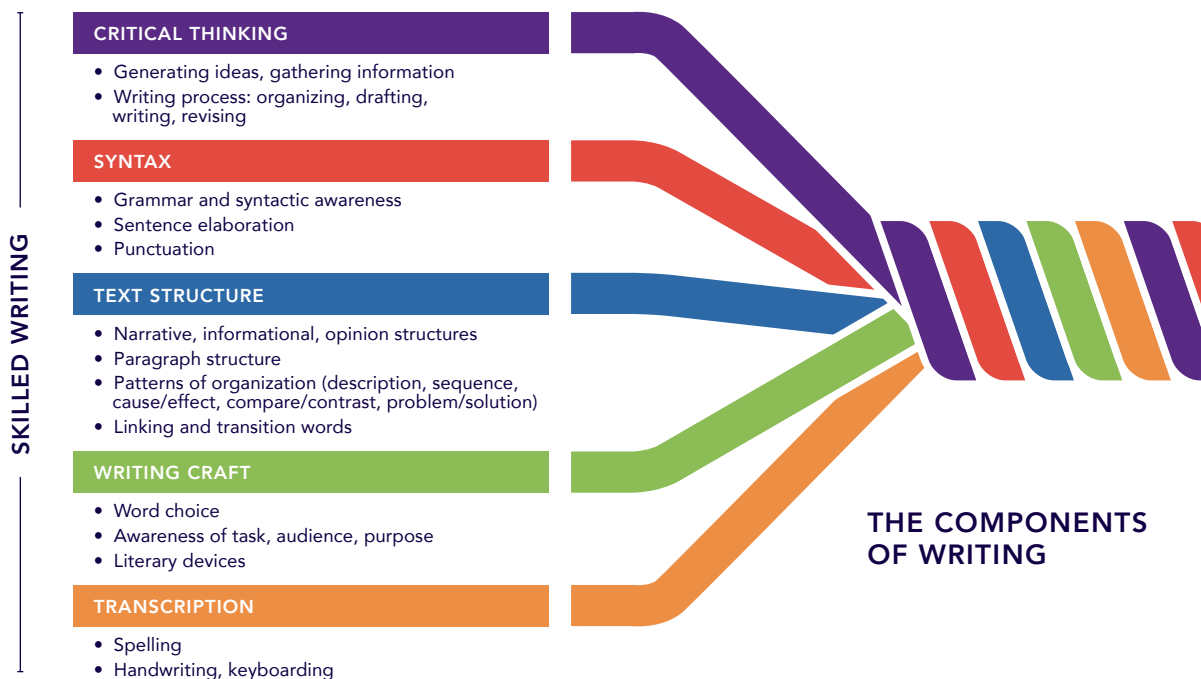 SKILLED WRITING
CRITICAL THINKING
• Generating ideas, gathering information
• Writing process: organizing, drafting,
writing, revising
SYNTAX
• Grammar and syntactic awareness
• Sentence elaboration
• Punctuation
TEXT STRUCTURE
• Narrative, informational, opinion structures
• Paragraph structure
• Patterns of organization (description, sequence,
cause/effect, compare/contrast, problem/solution)
• Linking and transition words
WRITING CRAFT
• Word choice
• Awareness of task, audience, purpose
• Literary devices
TRANSCRIPTION
• Spelling
• Handwriting, keyboarding
THE COMPONENTS
OF WRITING